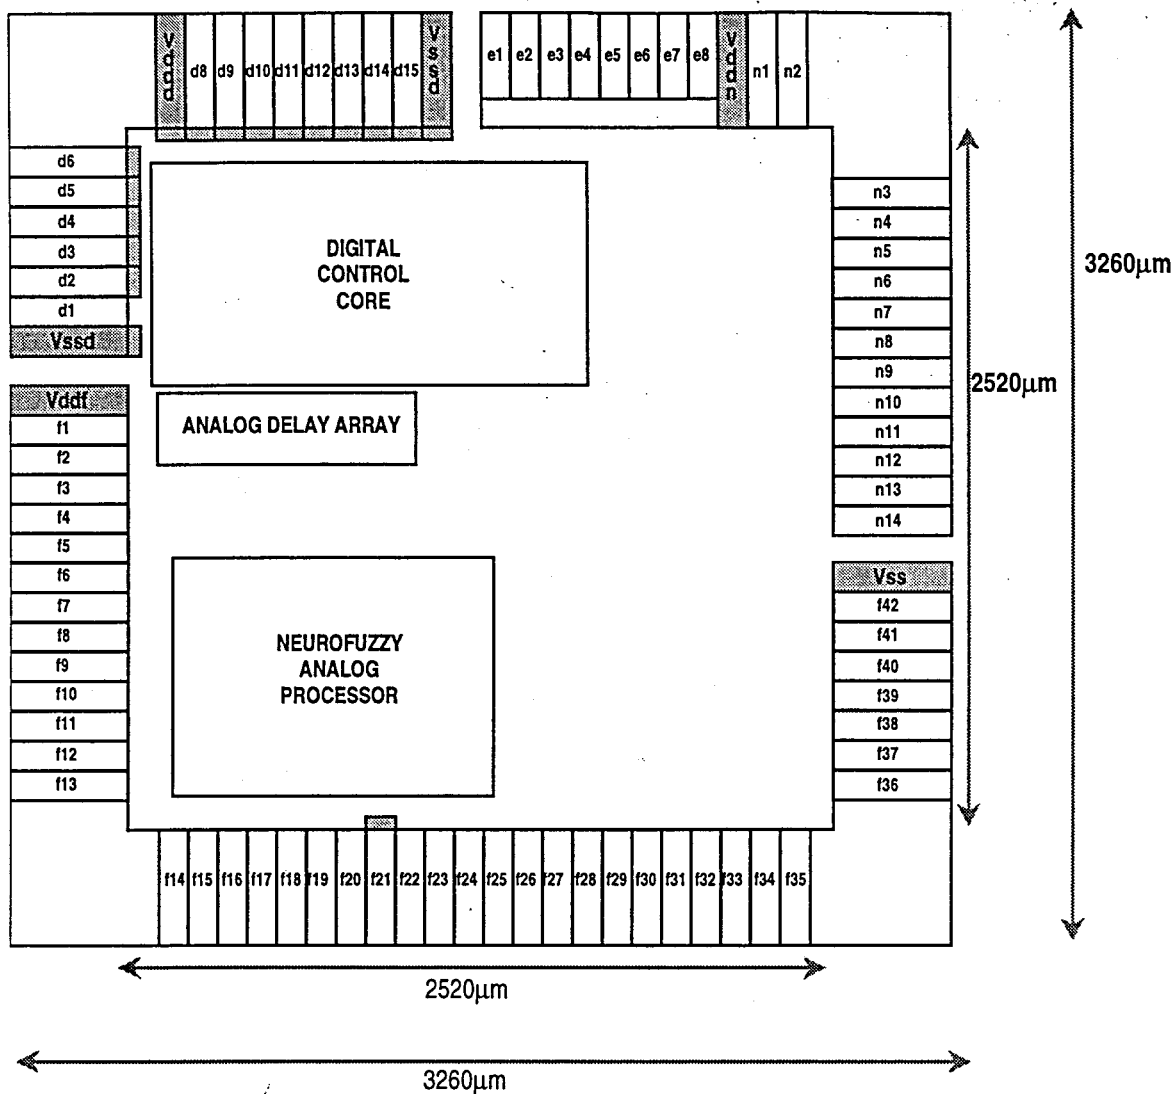 Vddd
d8 d9 d10 d11 d12 d13 d14 d15
Vssd
e1 e2 e3 e4 e5 e6 e7 e8
Vddn
n1 n2
d6
d5
d4
d3
d2
d1
Vssd
Vddf
f1
f2
f3
f4
f5
f6
f7
f8
f9
f10
f11
f12
f13
DIGITAL
CONTROL
CORE
ANALOG DELAY ARRAY
NEUROFUZZY
ANALOG
PROCESSOR
n3
n4
n5
n6
n7
n8
n9
n10
n11
n12
n13
n14
Vss
f42
f41
f40
f39
f38
f37
f36
f14 f15 f16 f17 f18 f19 f20 f21 f22 f23 f24 f25 f26 f27 f28 f29 f30 f31 f32 f33 f34 f35
2520µm
3260µm
2520µm
3260µm